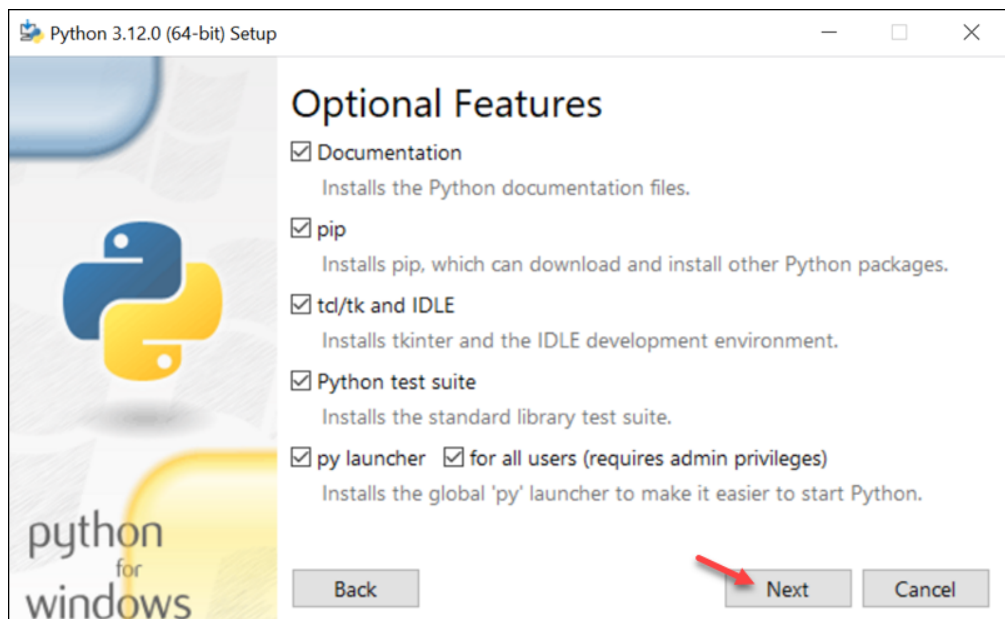 Python 3.12.0 (64-bit) Setup
Optional Features
Documentation
Installs the Python documentation files.
pip
Installs pip, which can download and install other Python packages.
tcl/tk and IDLE
Installs tkinter and the IDLE development environment.
Python test suite
Installs the standard library test suite.
py launcher for all users (requires admin privileges)
Installs the global 'py' launcher to make it easier to start Python.
python
for
windows
Back Next Cancel